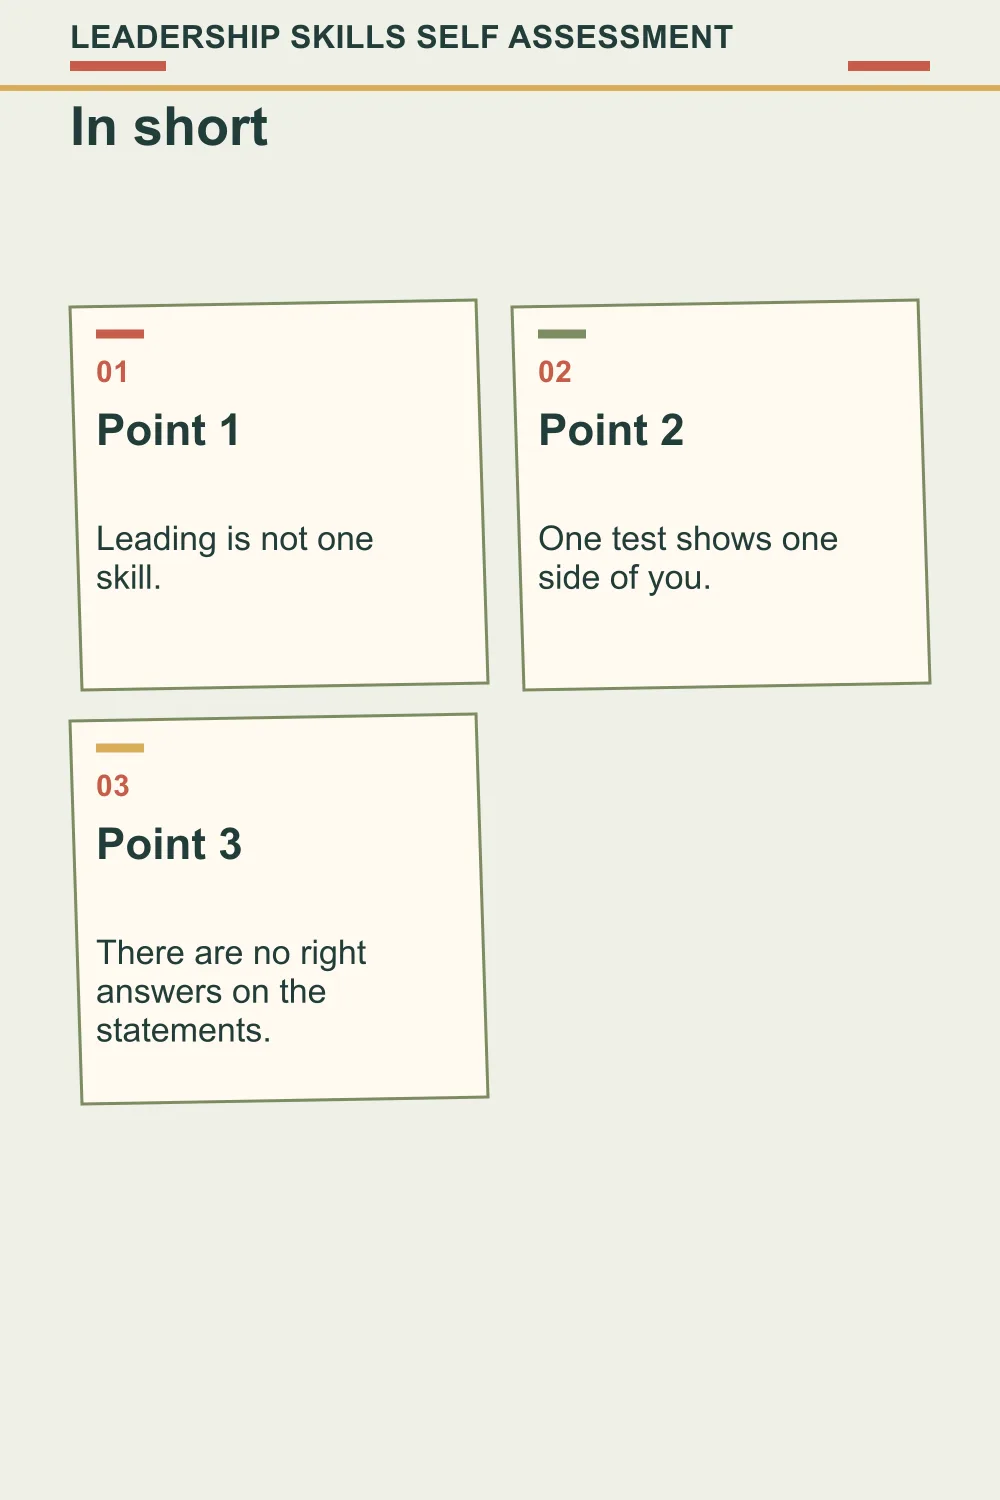 LEADERSHIP SKILLS SELF ASSESSMENT
In short
01
Point 1
Leading is not one
skill.
02
Point 2
One test shows one
side of you.
03
Point 3
There are no right
answers on the
statements.